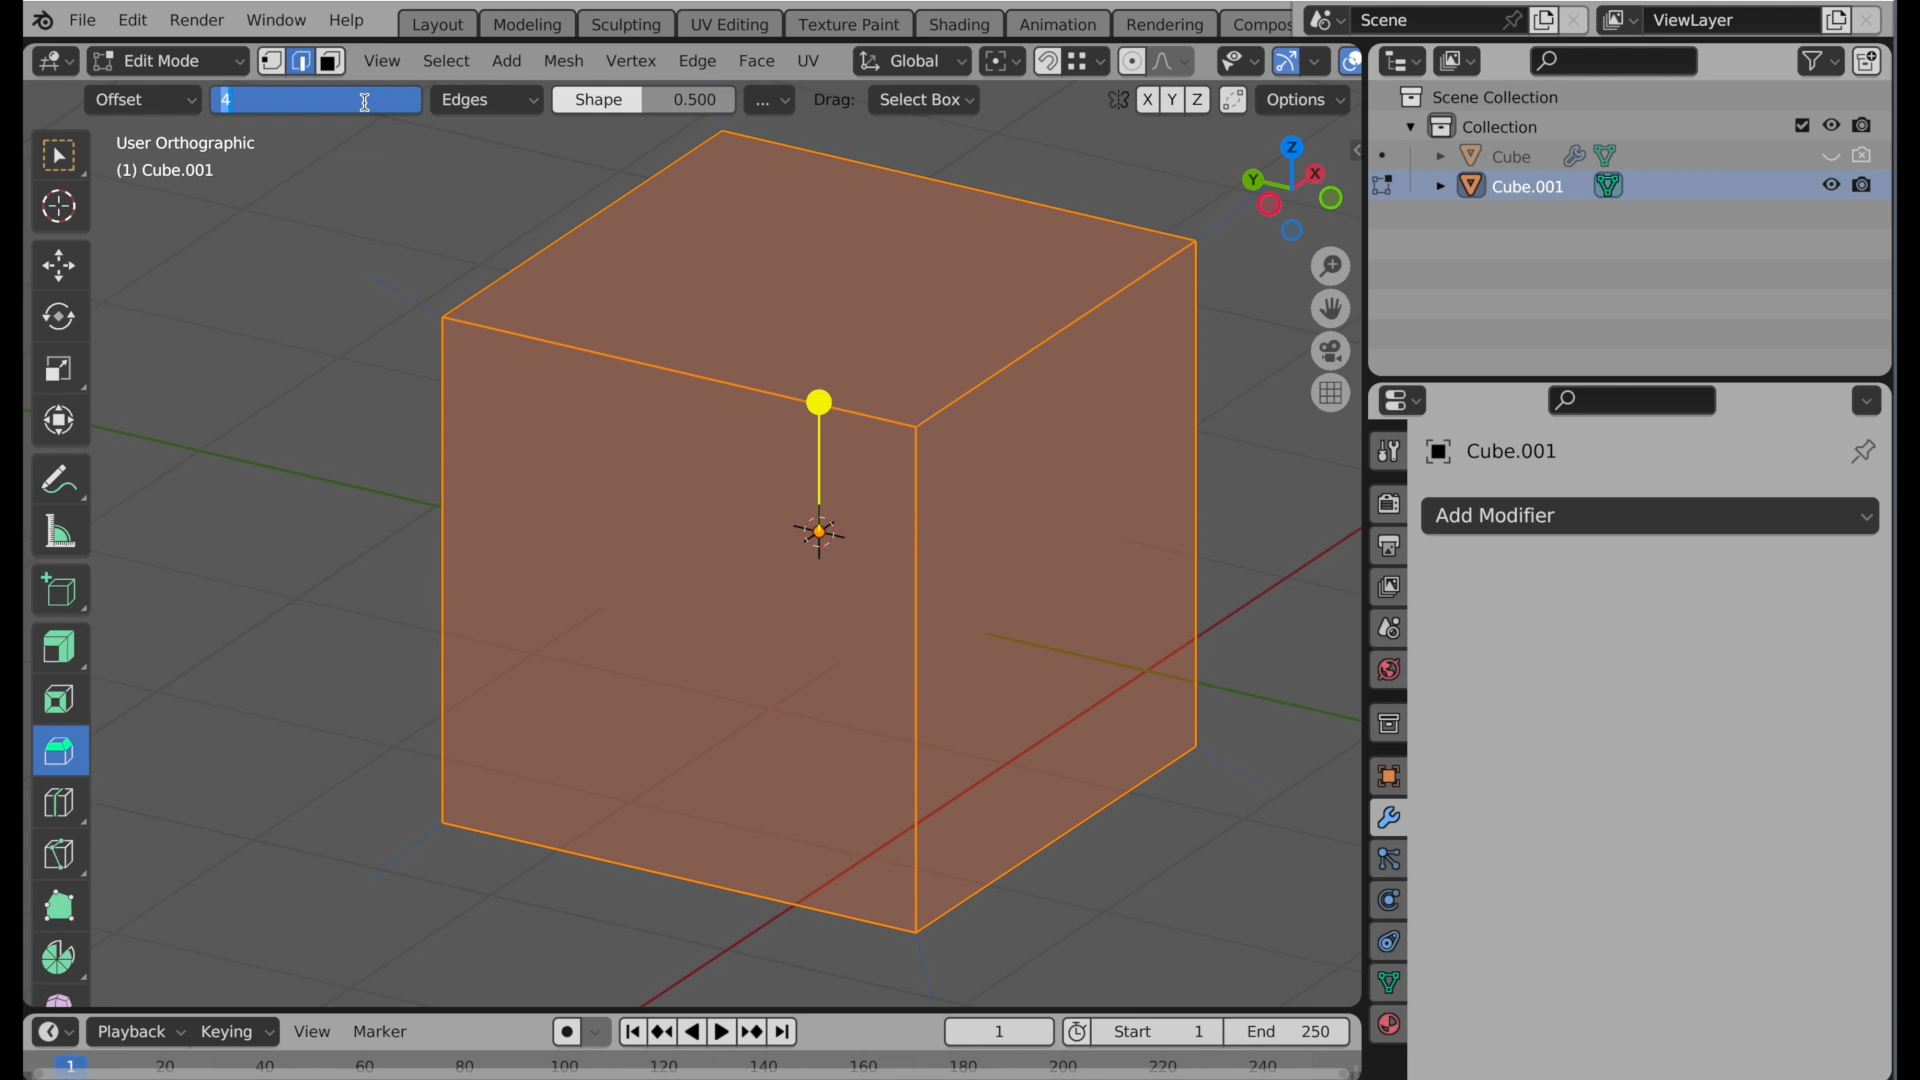 File Edit Render Window Help Layout Modeling Sculpting UV Editing Texture Paint Shading Animation Rendering Compos Scene ViewLayer
Edit Mode View Select Add Mesh Vertex Edge Face UV Global
Offset 4 Edges Shape 0.500 ... Drag: Select Box X Y Z Options
User Orthographic
(1) Cube.001
Z
Y
X
Scene Collection
Collection
Cube
Cube.001
Cube.001
Add Modifier
Playback Keying View Marker 1 Start 1 End 250
1 20 40 60 80 100 120 140 160 180 200 220 240